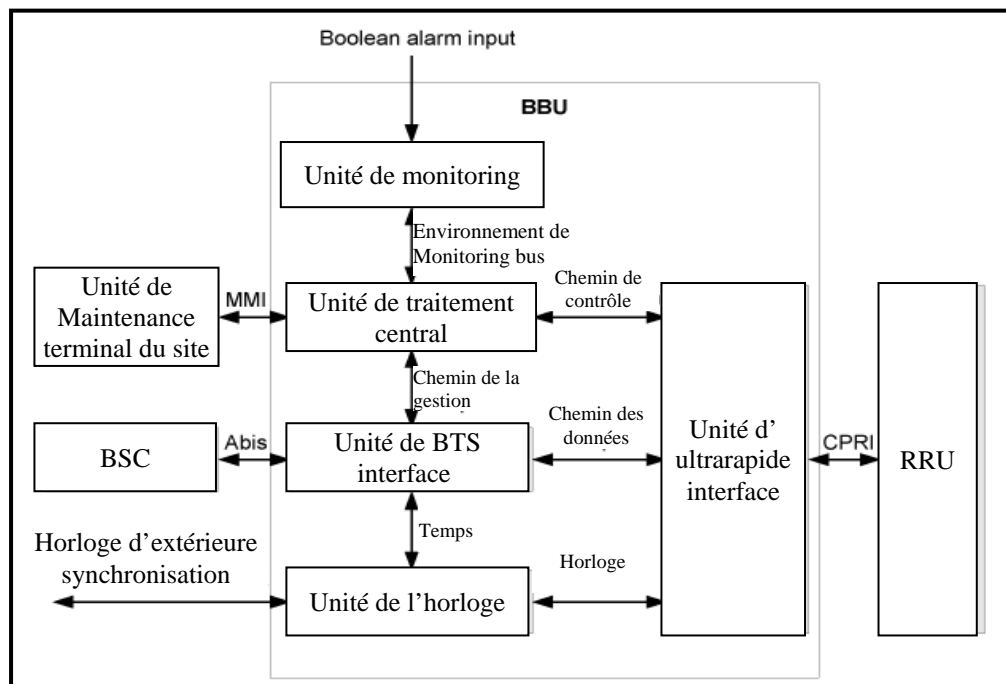 Boolean alarm input
BBU
Unité de monitoring
Environnement de
Monitoring bus
Unité de
Maintenance
terminal du site
MMI
Unité de traitement
central
Chemin de
contrôle
Chemin de la
gestion
BSC
Abis
Unité de BTS
interface
Chemin des
données
Unité d’
ultrarapide
interface
CPRI
RRU
Temps
Horloge d’extérieure
synchronisation
Unité de l’horloge
Horloge